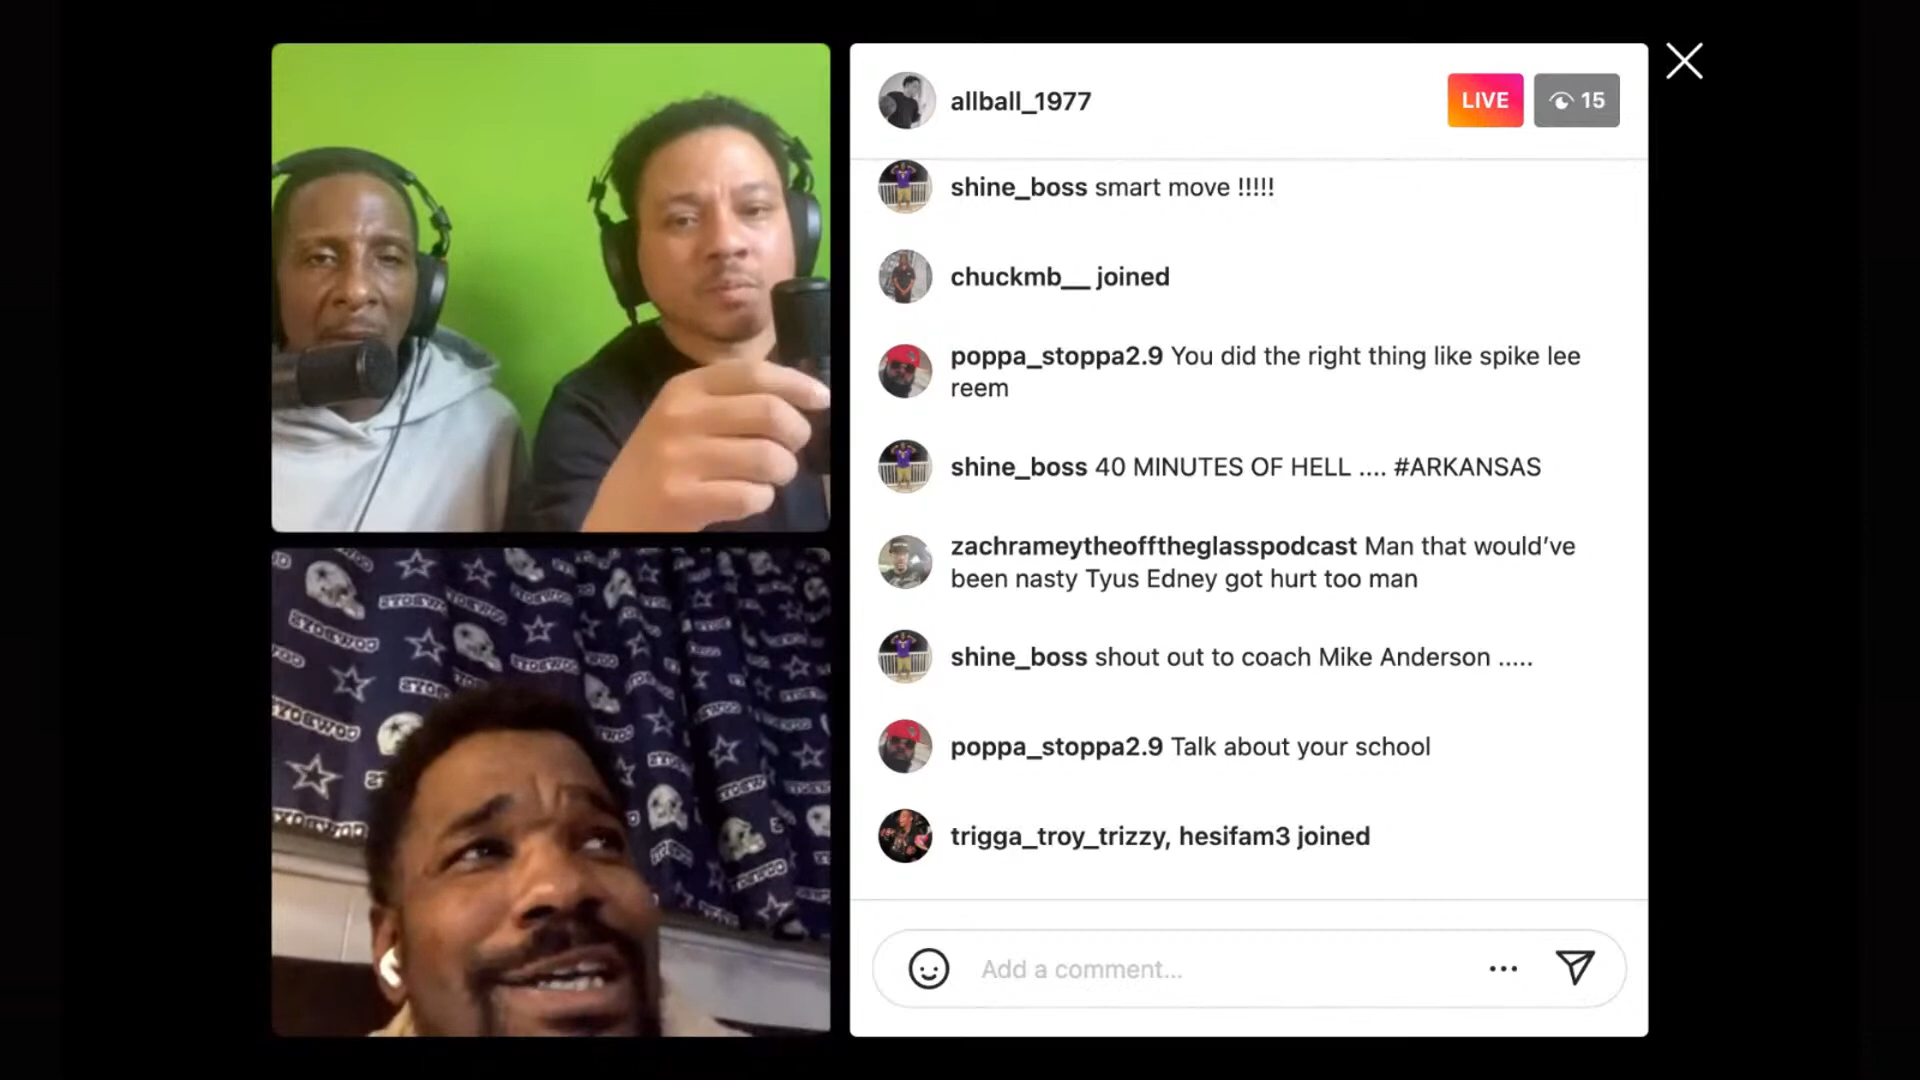 allball_1977
LIVE
15
shine_boss smart move !!!!!
chuckmb__ joined
poppa_stoppa2.9 You did the right thing like spike lee
reem
shine_boss 40 MINUTES OF HELL .... #ARKANSAS
zachrameytheofftheglasspodcast Man that would’ve
been nasty Tyus Edney got hurt too man
shine_boss shout out to coach Mike Anderson .....
poppa_stoppa2.9 Talk about your school
trigga_troy_trizzy, hesifam3 joined
Add a comment...
COWBOYS